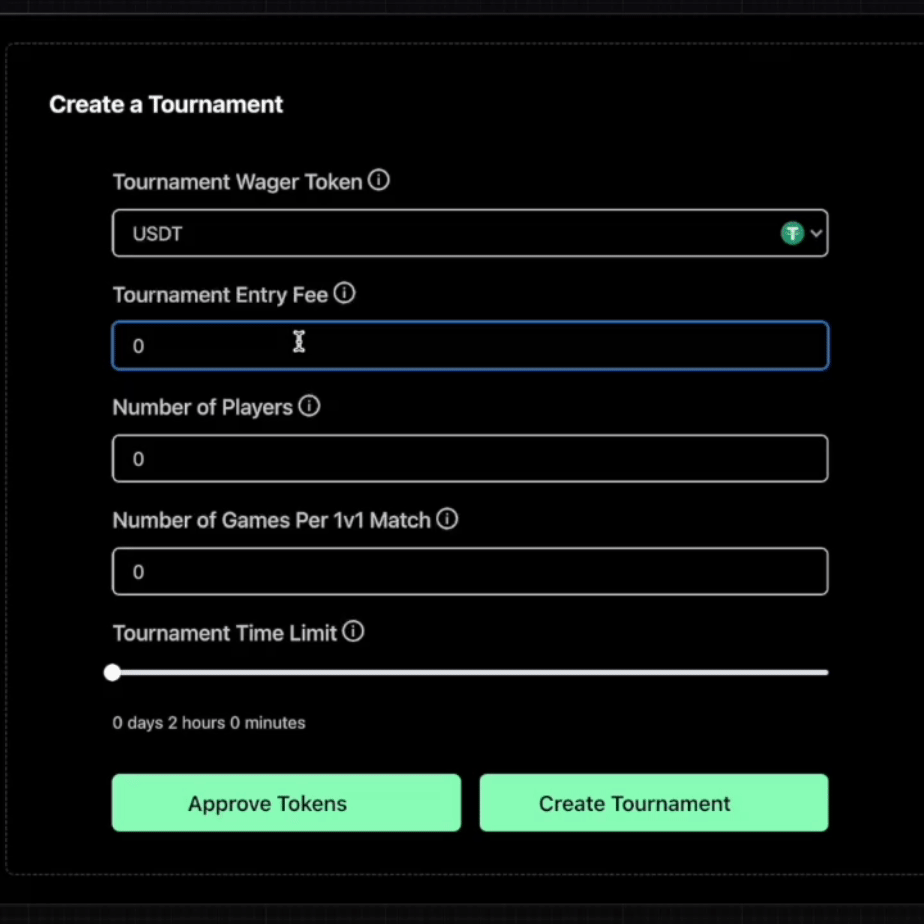 Create a Tournament
Tournament Wager Token
USDT
Tournament Entry Fee
0
Number of Players
0
Number of Games Per 1v1 Match
0
Tournament Time Limit
0 days 2 hours 0 minutes
Approve Tokens
Create Tournament